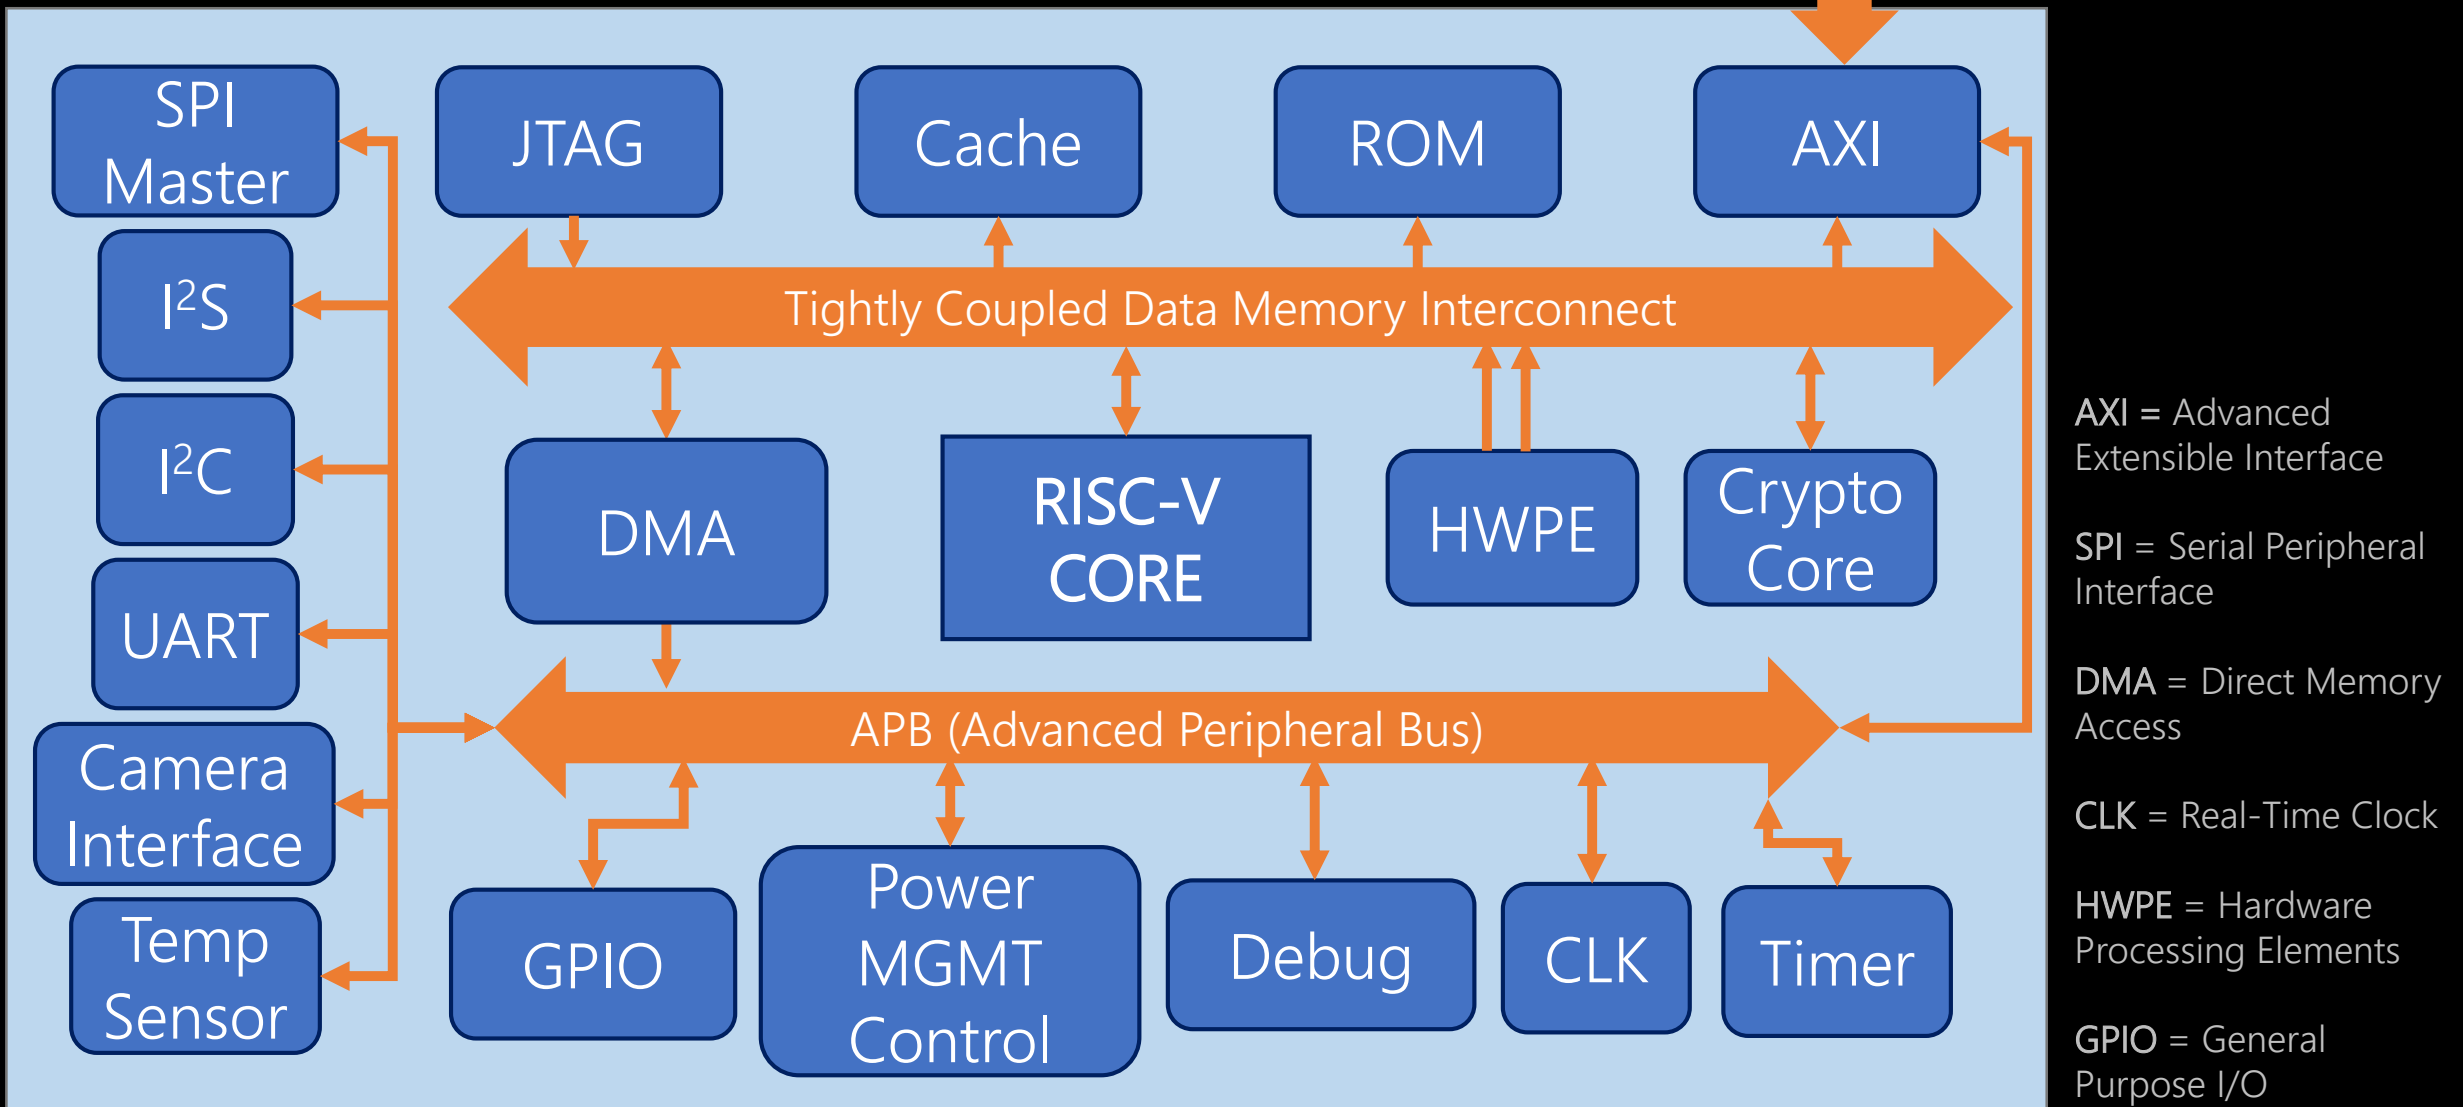 SPI
Master
JTAG
Cache
ROM
AXI
I²S
Tightly Coupled Data Memory Interconnect
I²C
UART
DMA
RISC-V
CORE
HWPE
Crypto
Core
APB (Advanced Peripheral Bus)
Camera
Interface
Temp
Sensor
GPIO
Power
MGMT
Control
Debug
CLK
Timer
AXI = Advanced
Extensible Interface
SPI = Serial Peripheral
Interface
DMA = Direct Memory
Access
CLK = Real-Time Clock
HWPE = Hardware
Processing Elements
GPIO = General
Purpose I/O